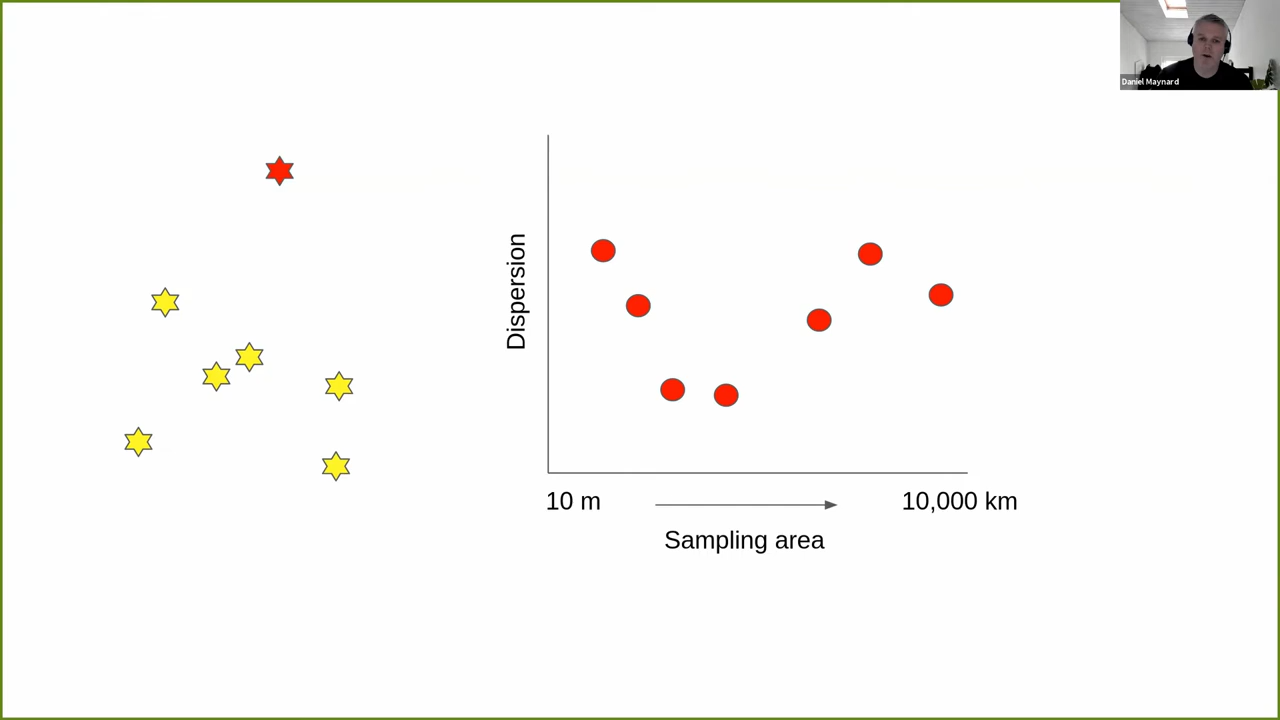 Daniel Maynard
Dispersion
10 m
10,000 km
Sampling area